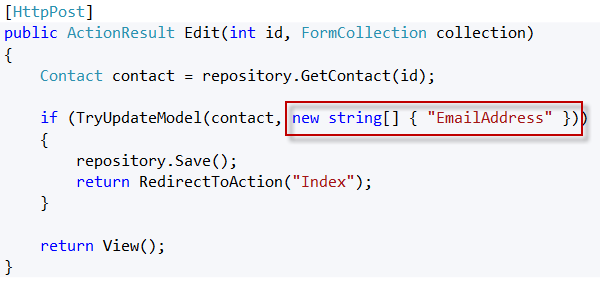 [HttpPost]
public ActionResult Edit(int id, FormCollection collection)
{
    Contact contact = repository.GetContact(id);

    if (TryUpdateModel(contact, new string[] { "EmailAddress" }))
    {
        repository.Save();
        return RedirectToAction("Index");
    }

    return View();
}